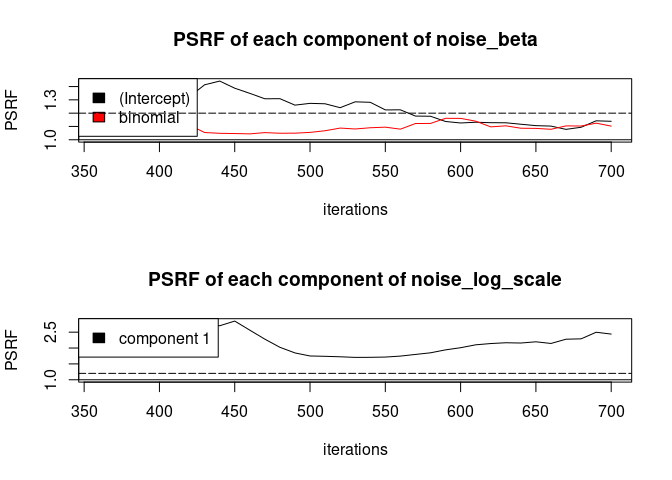 PSRF of each component of noise_beta
PSRF
1.3
1.0
(Intercept)
binomial
350 400 450 500 550 600 650 700
iterations
PSRF of each component of noise_log_scale
PSRF
2.5
1.0
component 1
350 400 450 500 550 600 650 700
iterations